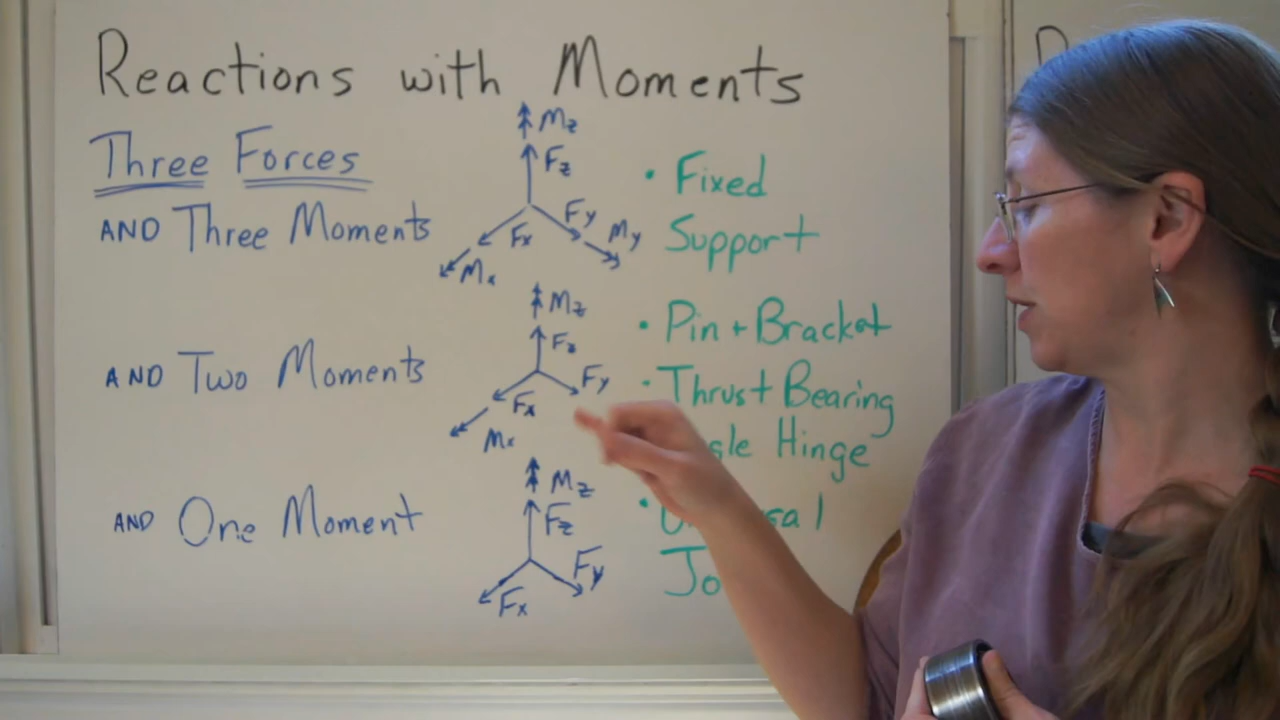 Reactions with Moments
Three Forces
AND Three Moments
Mz
Fz
Fx
Fy
My
Mx
• Fixed
Support
AND Two Moments
Mz
Fz
Fy
Fx
Mx
• Pin + Bracket
• Thrust Bearing
Hinge
AND One Moment
Mz
Fz
Fy
Fx